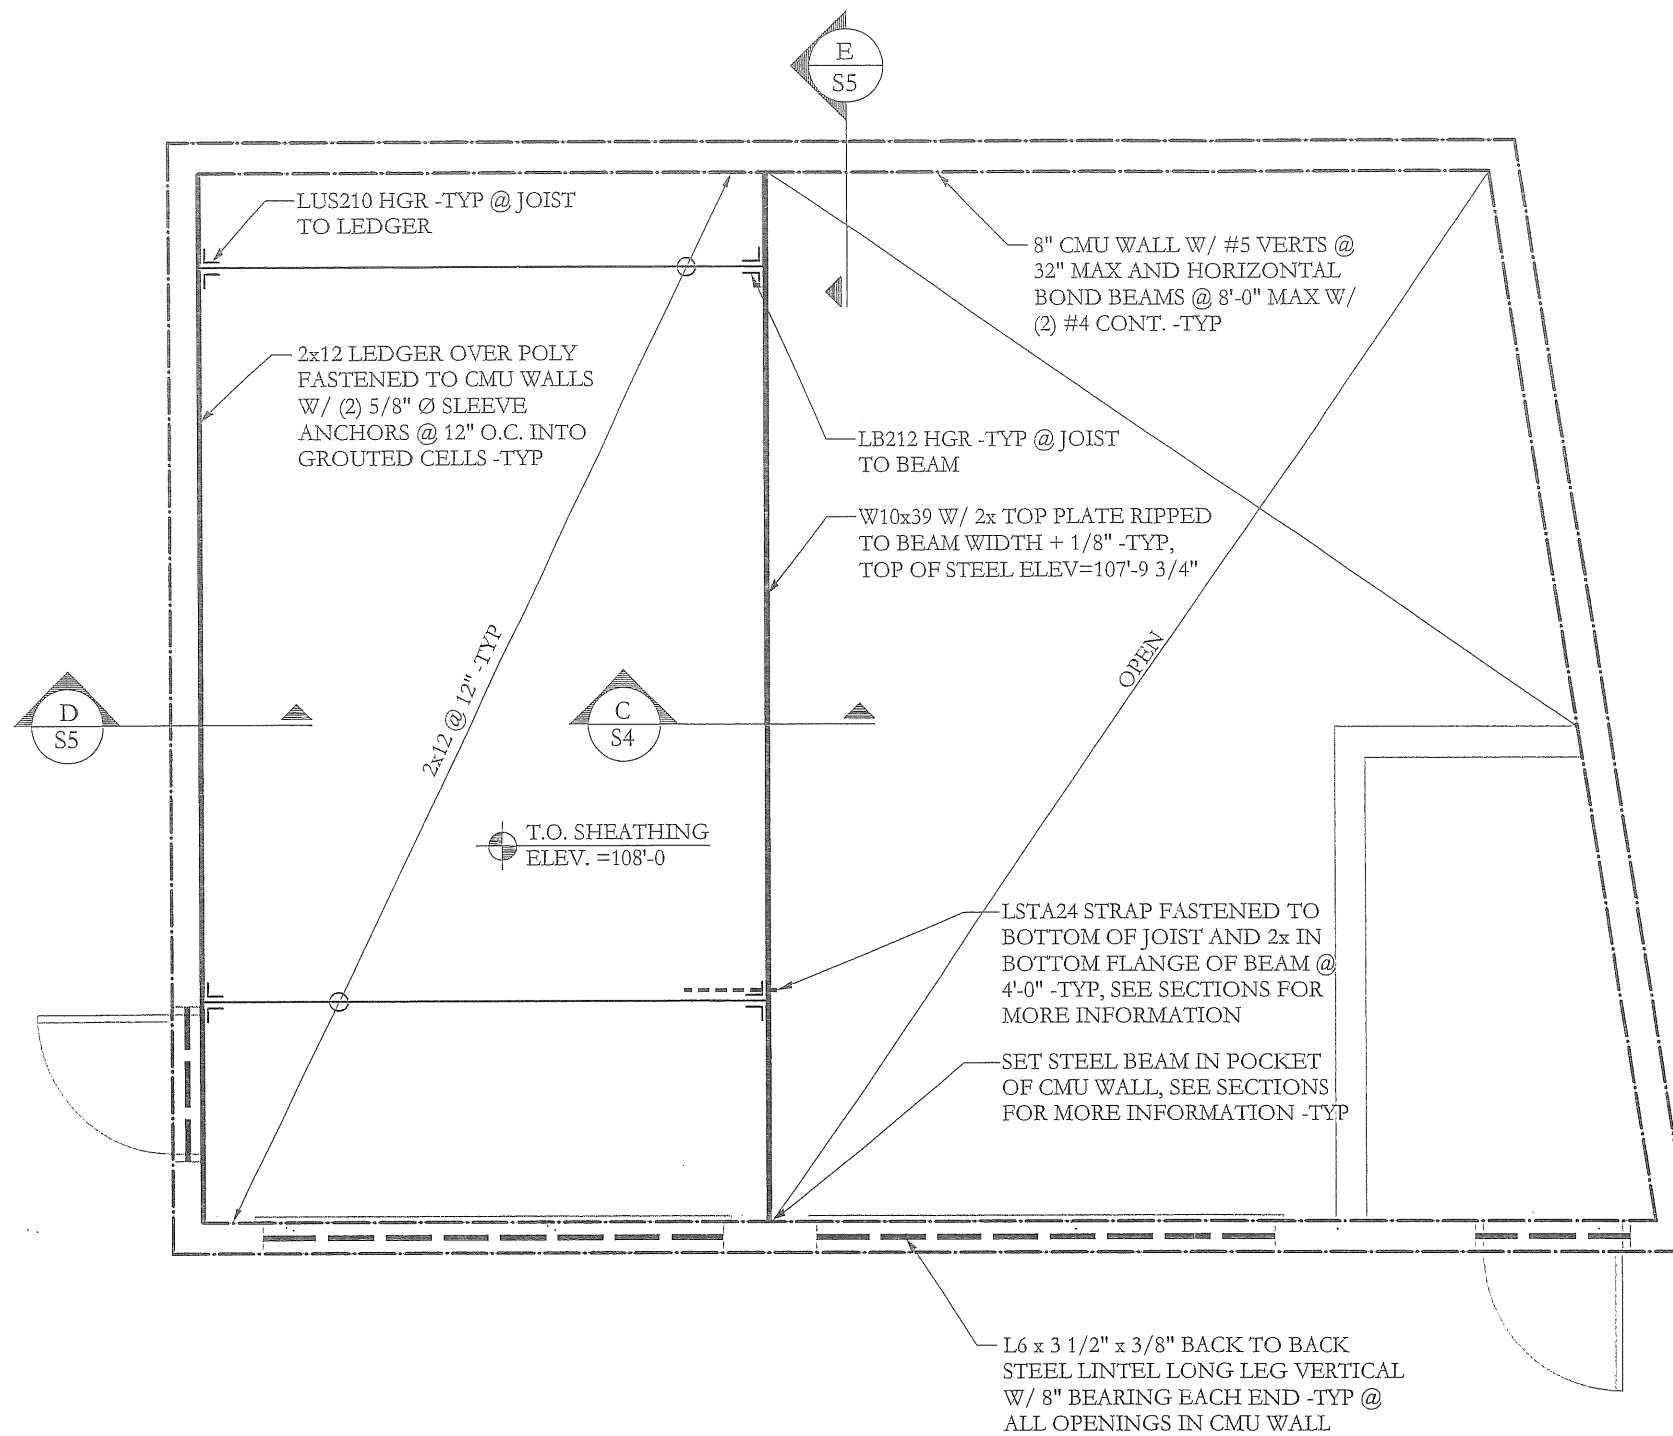 E
S5
LUS210 HGR -TYP @ JOIST
TO LEDGER
8" CMU WALL W/ #5 VERTS @
32" MAX AND HORIZONTAL
BOND BEAMS @ 8'-0" MAX W/
(2) #4 CONT. -TYP
2x12 LEDGER OVER POLY
FASTENED TO CMU WALLS
W/ (2) 5/8" Ø SLEEVE
ANCHORS @ 12" O.C. INTO
GROUTED CELLS -TYP
LB212 HGR -TYP @ JOIST
TO BEAM
W10x39 W/ 2x TOP PLATE RIPPED
TO BEAM WIDTH + 1/8" -TYP,
TOP OF STEEL ELEV=107'-9 3/4"
2x12 @ 12" -TYP
OPEN
D
S5
C
S4
T.O. SHEATHING
ELEV. =108'-0
LSTA24 STRAP FASTENED TO
BOTTOM OF JOIST AND 2x IN
BOTTOM FLANGE OF BEAM @
4'-0" -TYP, SEE SECTIONS FOR
MORE INFORMATION
SET STEEL BEAM IN POCKET
OF CMU WALL, SEE SECTIONS
FOR MORE INFORMATION -TYP
L6 x 3 1/2" x 3/8" BACK TO BACK
STEEL LINTEL LONG LEG VERTICAL
W/ 8" BEARING EACH END -TYP @
ALL OPENINGS IN CMU WALL